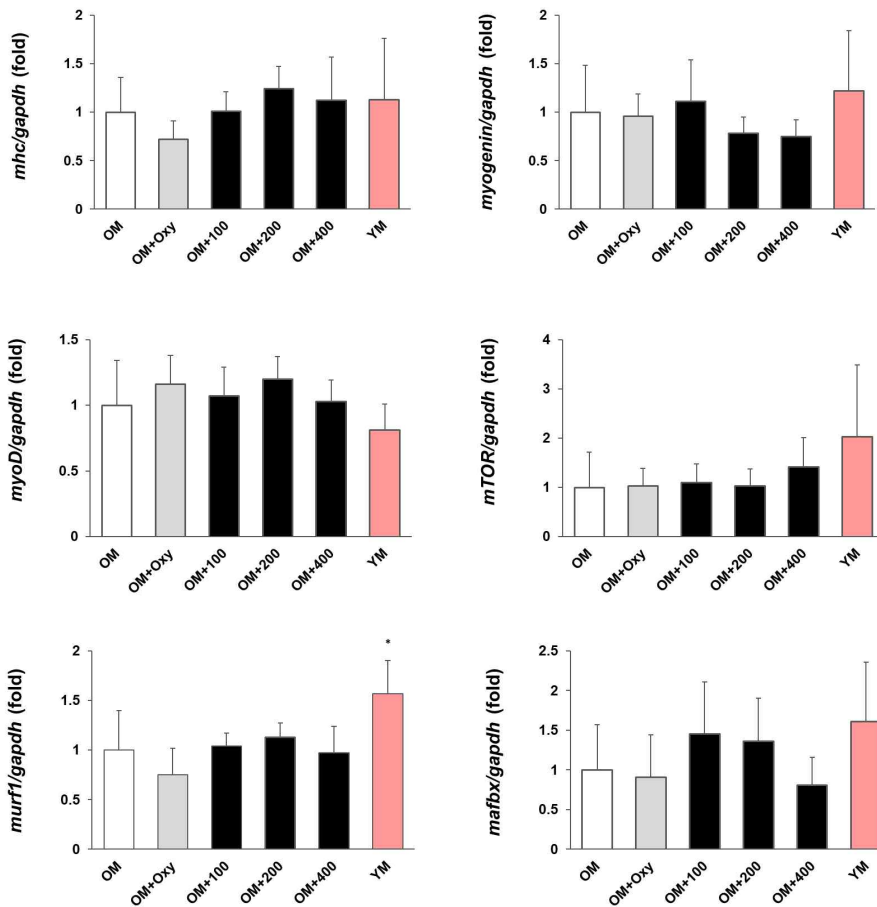 mhc/gapdh (fold)
2
1.5
1
0.5
0
OM
OM+Oxy
OM+100
OM+200
OM+400
YM
myogenin/gapdh (fold)
2
1.5
1
0.5
0
OM
OM+Oxy
OM+100
OM+200
OM+400
YM
myoD/gapdh (fold)
1.5
1
0.5
0
OM
OM+Oxy
OM+100
OM+200
OM+400
YM
mTOR/gapdh (fold)
4
3
2
1
0
OM
OM+Oxy
OM+100
OM+200
OM+400
YM
murf1/gapdh (fold)
2
1.5
1
0.5
0
*
OM
OM+Oxy
OM+100
OM+200
OM+400
YM
mafbx/gapdh (fold)
2.5
2
1.5
1
0.5
0
OM
OM+Oxy
OM+100
OM+200
OM+400
YM